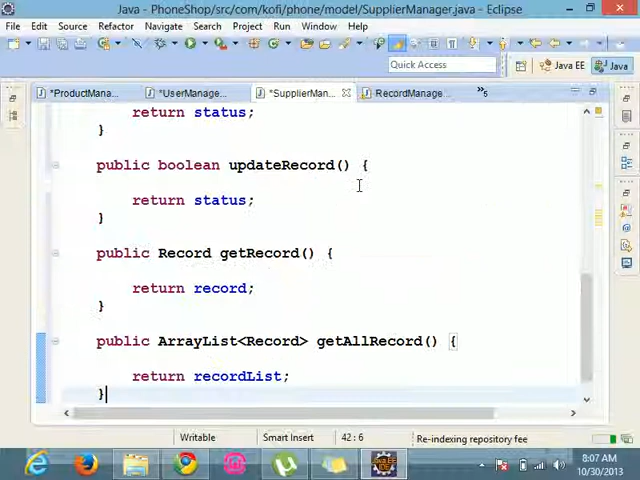 Java - PhoneShop/src/com/kofi/phone/model/SupplierManager.java - Eclipse
File Edit Source Refactor Navigate Search Project Run Window Help
Quick Access
Java EE
Java
*ProductMana...
*UserManage...
*SupplierMan...
RecordManage...
»5
return status;
}
public boolean updateRecord() {
return status;
}
public Record getRecord() {
return record;
}
public ArrayList<Record> getAllRecord() {
return recordList;
}
Writable
Smart Insert
42 : 6
Re-indexing repository fee
8:07 AM
10/30/2013